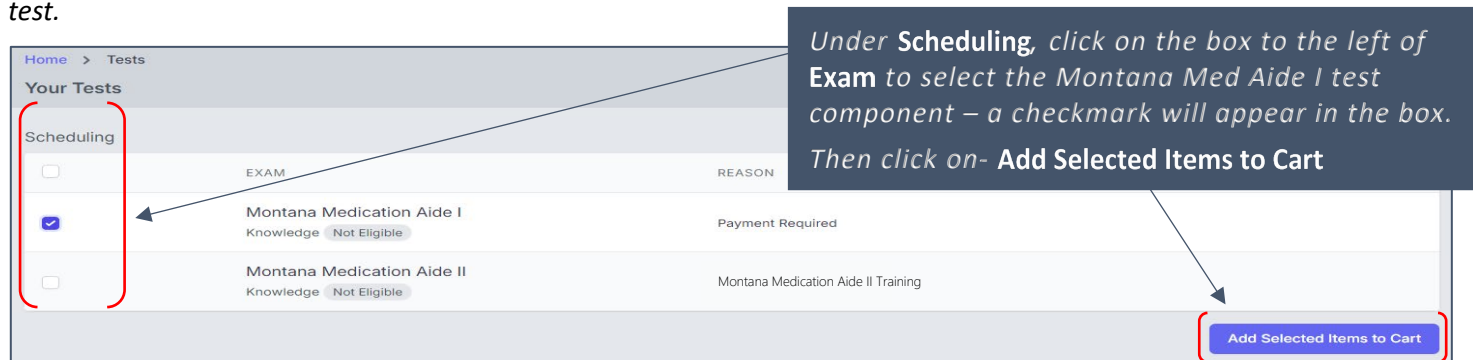 test.
Home > Tests
Your Tests
Under Scheduling, click on the box to the left of
Exam to select the Montana Med Aide I test
component – a checkmark will appear in the box.
Then click on- Add Selected Items to Cart
Scheduling
EXAM REASON
Montana Medication Aide I
Knowledge Not Eligible Payment Required
Montana Medication Aide II
Knowledge Not Eligible Montana Medication Aide II Training
Add Selected Items to Cart